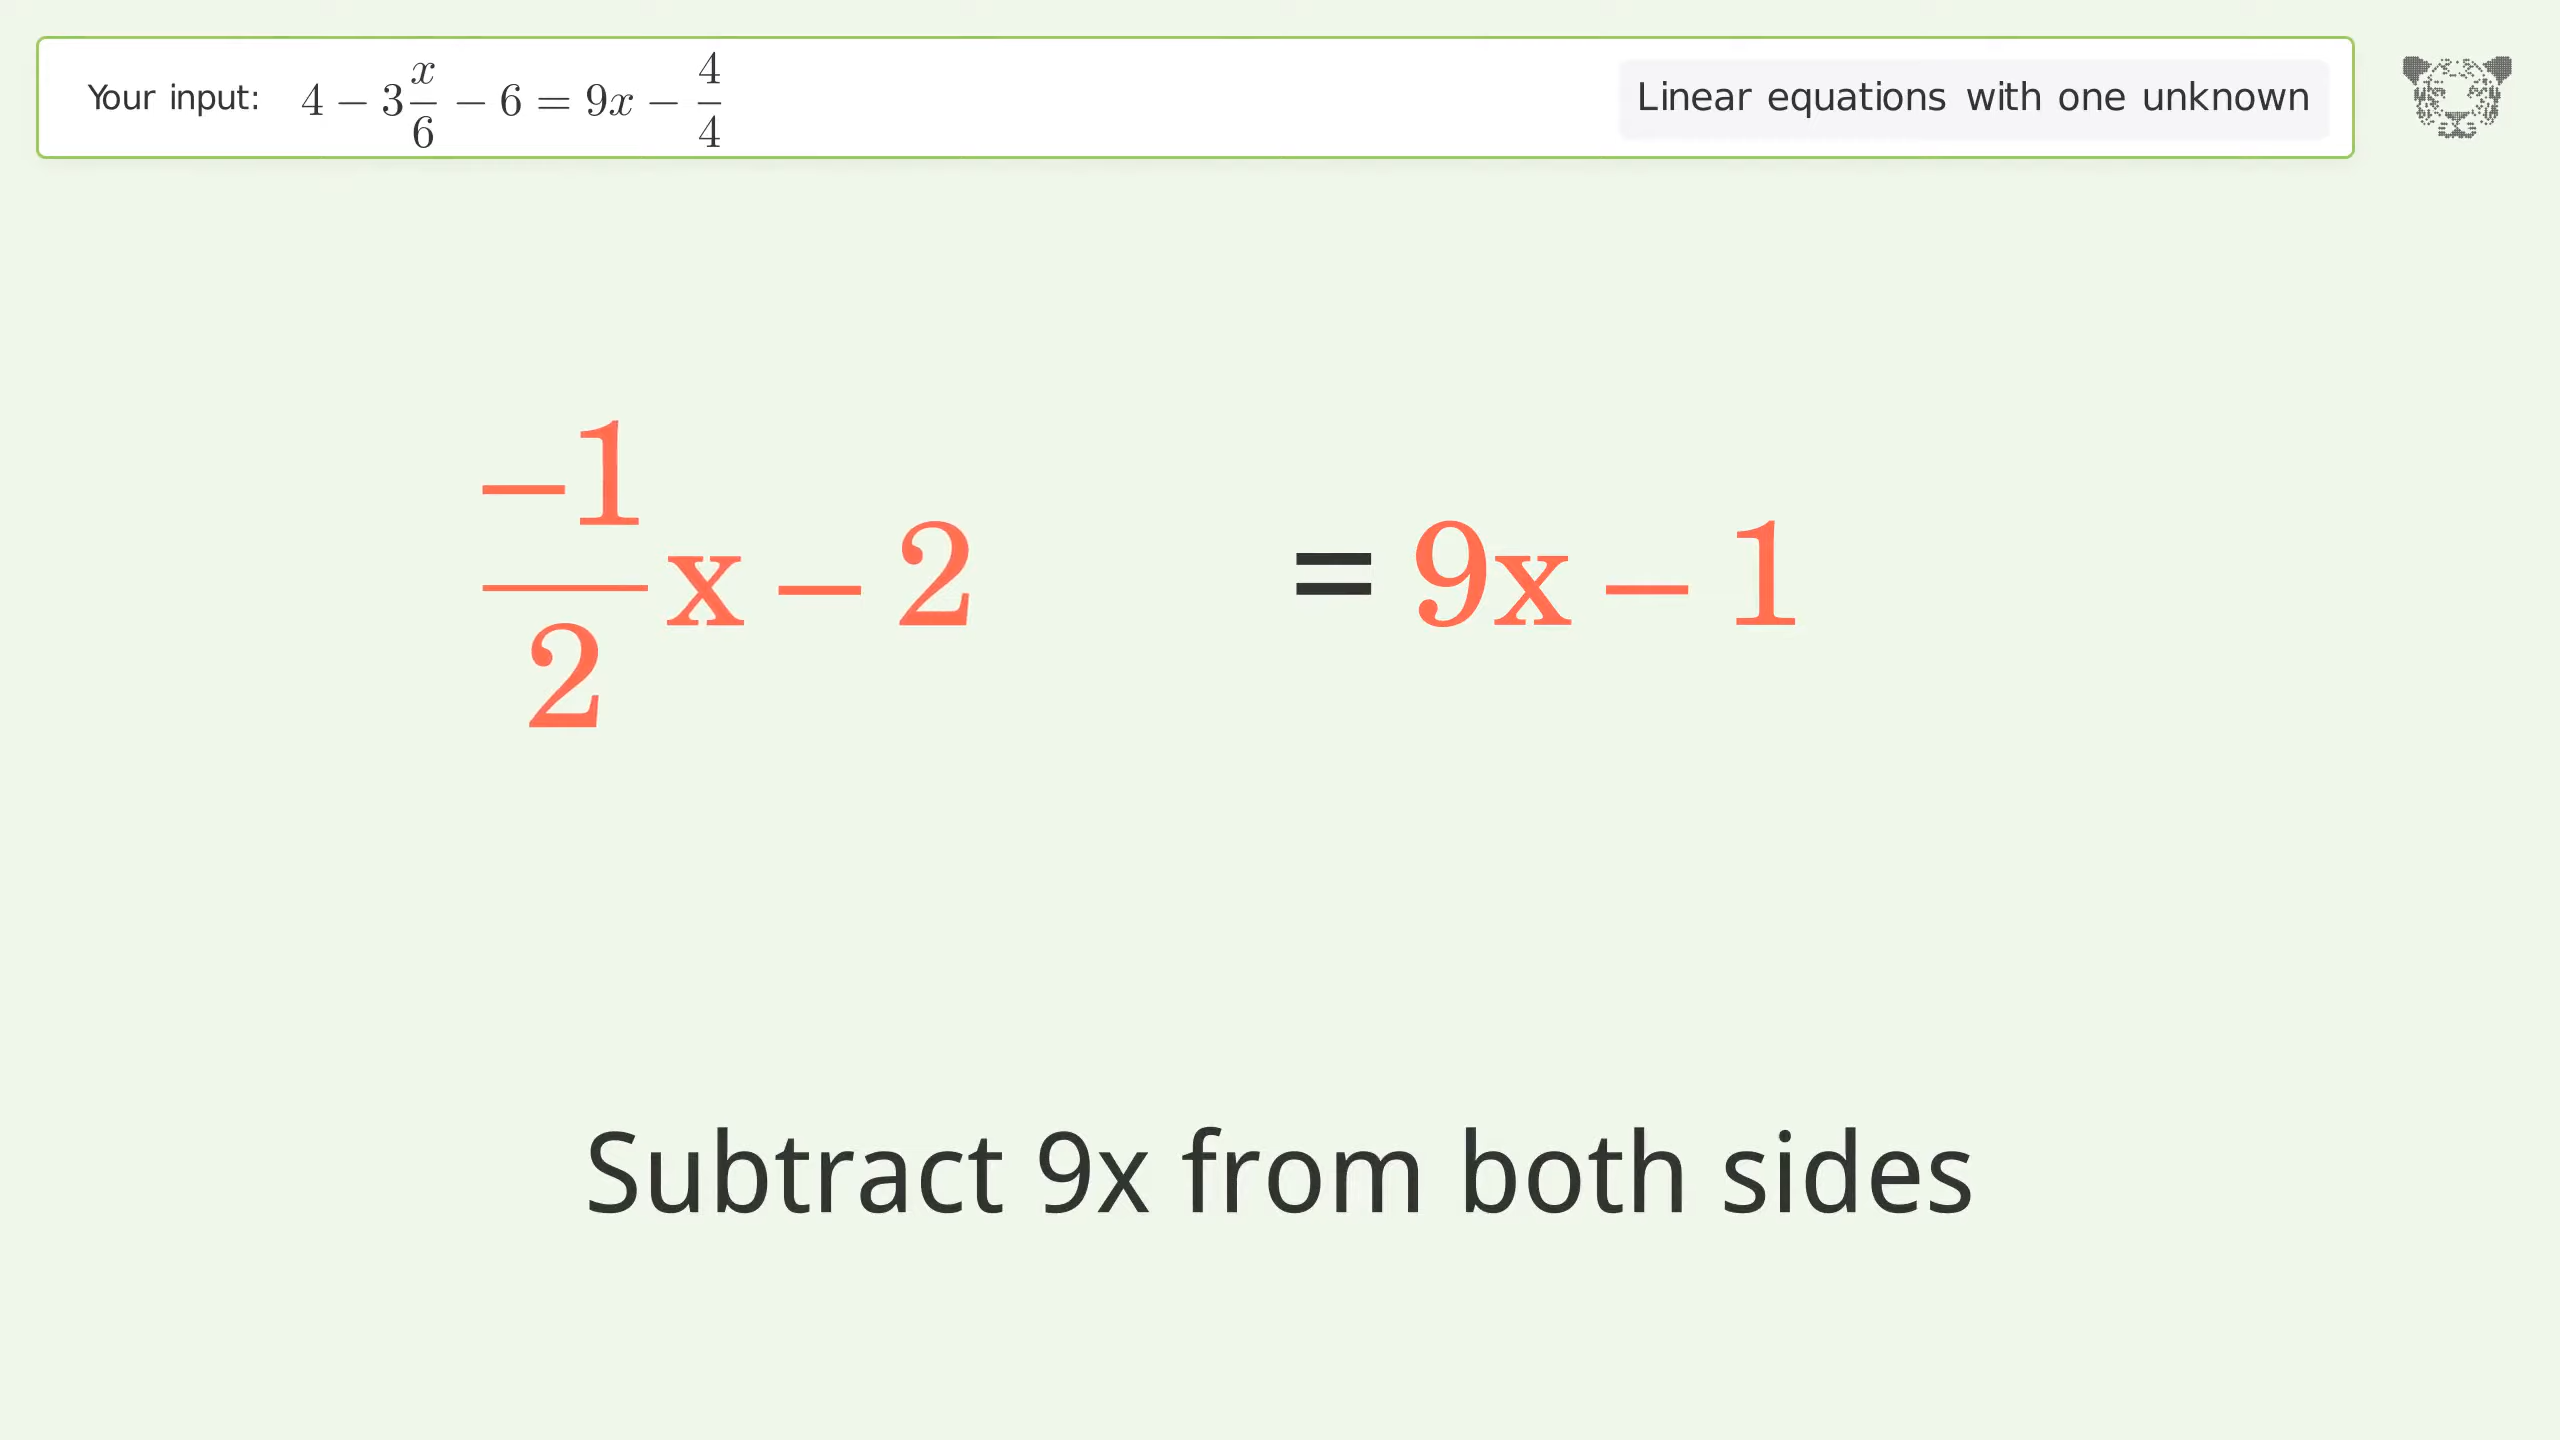 Your input: 4 − 3 x/6 − 6 = 9x − 4/4
Linear equations with one unknown
−1/2 x − 2 = 9x − 1
Subtract 9x from both sides